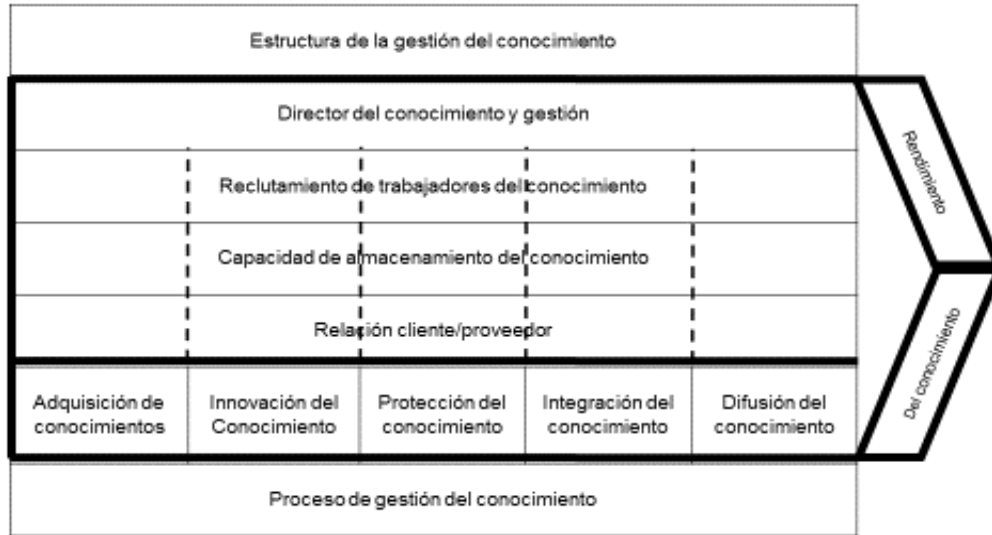 Estructura de la gestión del conocimiento
Director del conocimiento y gestión
Reclutamiento de trabajadores del conocimiento
Capacidad de almacenamiento del conocimiento
Relación cliente/proveedor
Adquisición de
conocimientos
Innovación del
Conocimiento
Protección del
conocimiento
Integración del
conocimiento
Difusión del
conocimiento
Proceso de gestión del conocimiento
Rendimiento
Del conocimiento